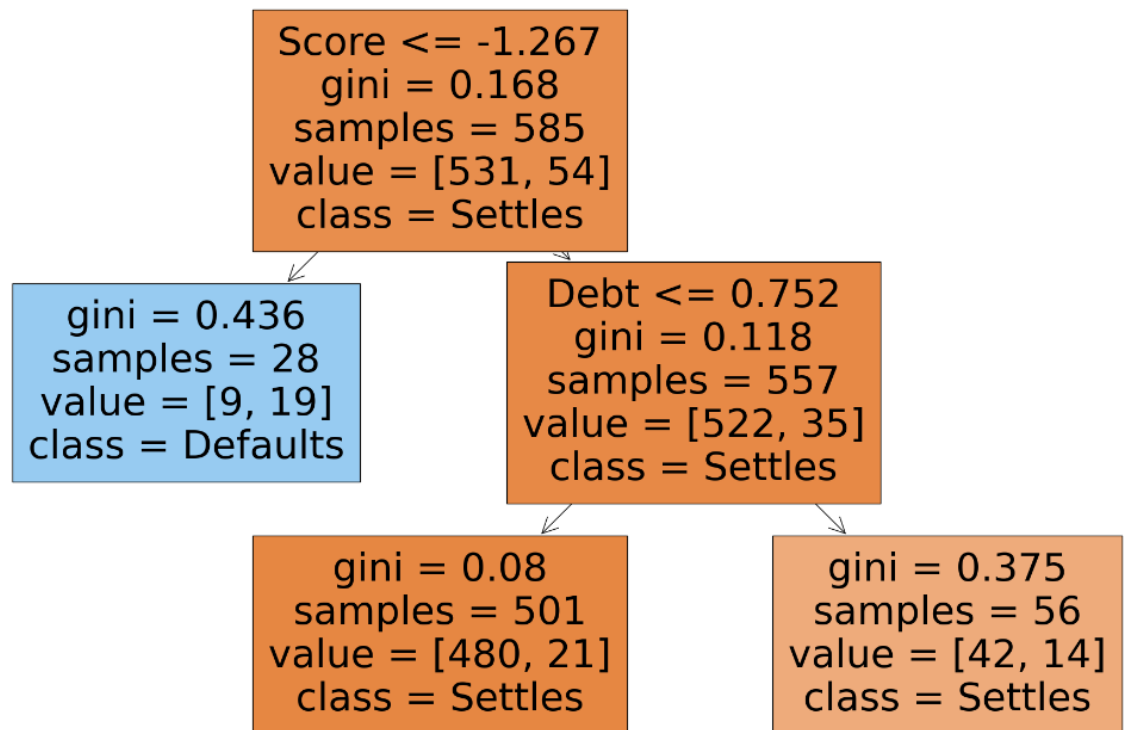 Score <= -1.267
gini = 0.168
samples = 585
value = [531, 54]
class = Settles
gini = 0.436
samples = 28
value = [9, 19]
class = Defaults
Debt <= 0.752
gini = 0.118
samples = 557
value = [522, 35]
class = Settles
gini = 0.08
samples = 501
value = [480, 21]
class = Settles
gini = 0.375
samples = 56
value = [42, 14]
class = Settles